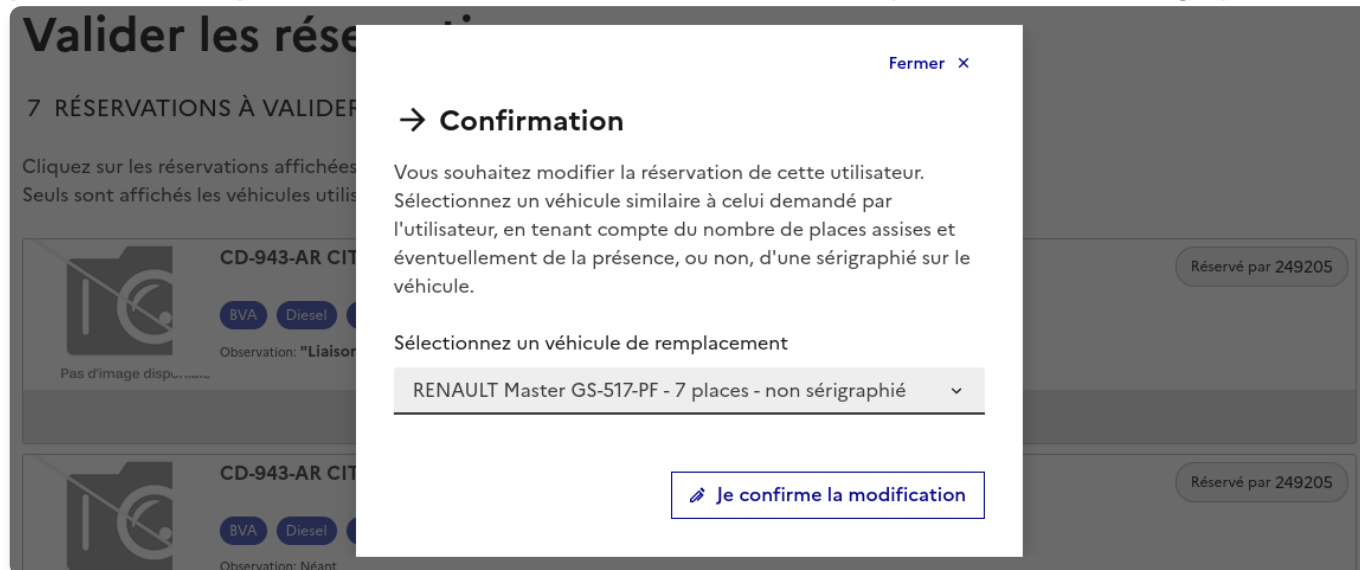 Valider les rése
Fermer ×
7 RÉSERVATIONS À VALIDER
→ Confirmation
Cliquez sur les réservations affichées
Seuls sont affichés les véhicules utilis
Vous souhaitez modifier la réservation de cette utilisateur.
Sélectionnez un véhicule similaire à celui demandé par
l'utilisateur, en tenant compte du nombre de places assises et
éventuellement de la présence, ou non, d'une sérigraphié sur le
véhicule.
CD-943-AR CIT
Réservé par 249205
BVA Diesel
Observation: "Liaison
Pas d'image disponible
Sélectionnez un véhicule de remplacement
RENAULT Master GS-517-PF - 7 places - non sérigraphié
CD-943-AR CIT
Réservé par 249205
Je confirme la modification
BVA Diesel
Observation: Néant